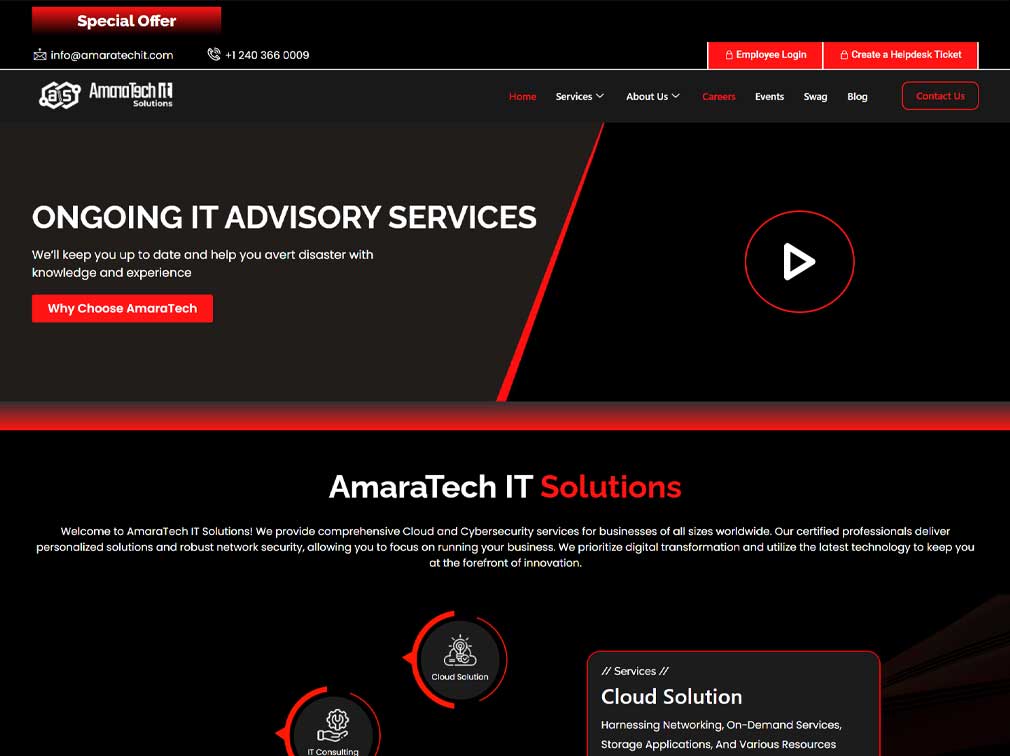 Special Offer
info@amaratechit.com
+1 240 366 0009
Employee Login
Create a Helpdesk Ticket
as
AmaraTech IT
Solutions
Home
Services
About Us
Careers
Events
Swag
Blog
Contact Us
ONGOING IT ADVISORY SERVICES
We'll keep you up to date and help you avert disaster with
knowledge and experience
Why Choose AmaraTech
AmaraTech IT Solutions
Welcome to AmaraTech IT Solutions! We provide comprehensive Cloud and Cybersecurity services for businesses of all sizes worldwide. Our certified professionals deliver
personalized solutions and robust network security, allowing you to focus on running your business. We prioritize digital transformation and utilize the latest technology to keep you
at the forefront of innovation.
Cloud Solution
IT Consulting
// Services //
Cloud Solution
Harnessing Networking, On-Demand Services,
Storage Applications, And Various Resources